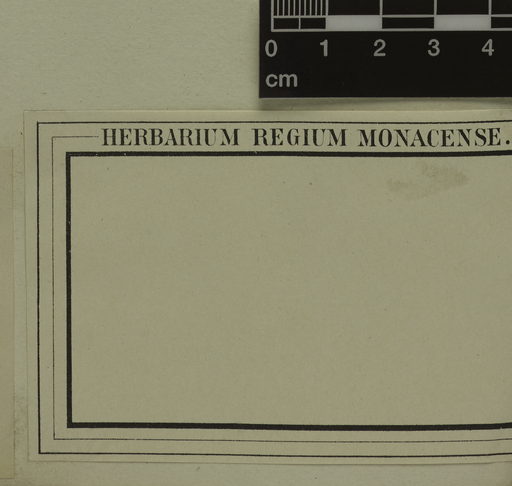 0 1 2 3 4
cm
HERBARIUM REGIUM MONACENSE.